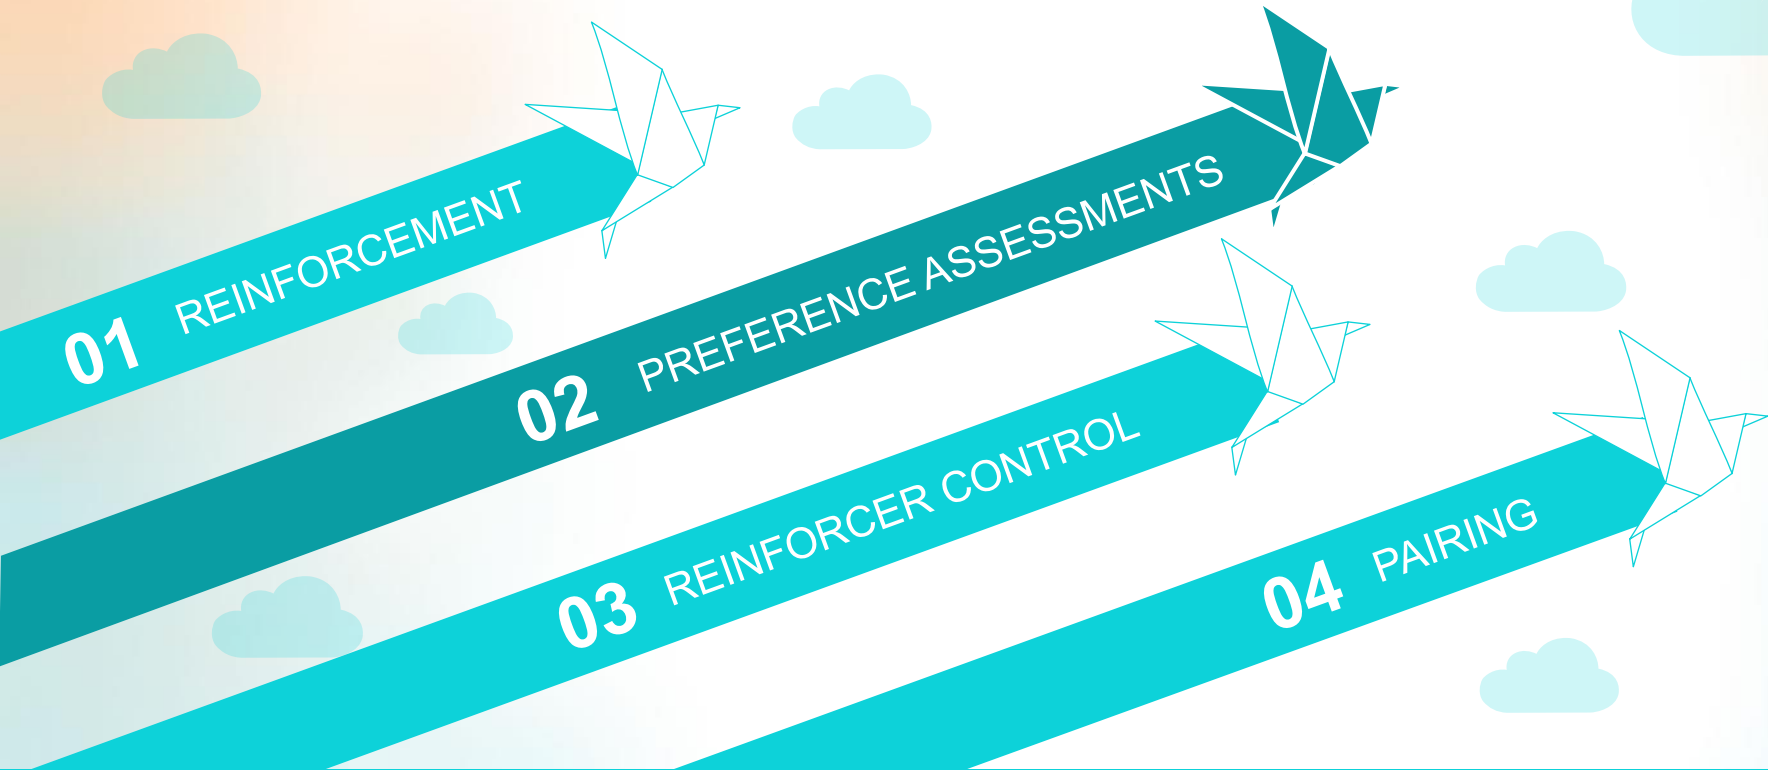 01 REINFORCEMENT
02 PREFERENCE ASSESSMENTS
03 REINFORCER CONTROL
04 PAIRING